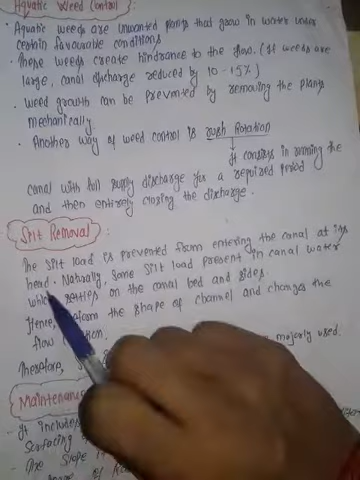 Aquatic Weed Control
• Aquatic weeds are unwanted plants that grow in water under
certain favourable conditions
• These weeds create hindrance to the flow. (If weeds are
large, canal discharge reduced by 10-15%)
• Weed growth can be prevented by removing the plants
mechanically
• Another way of weed control is rush Rotation
It consists in running the
canal with full supply discharge for a required period
and then entirely closing the discharge.
Silt Removal :
The silt load is prevented form entering the canal at its
head. Naturally, some silt load present in canal water
which settles on the canal bed and sides.
Hence, the shape of channel and changes the
flow
Therefore, majorly used.
Maintenance
- It includes
surfacing
- The slope